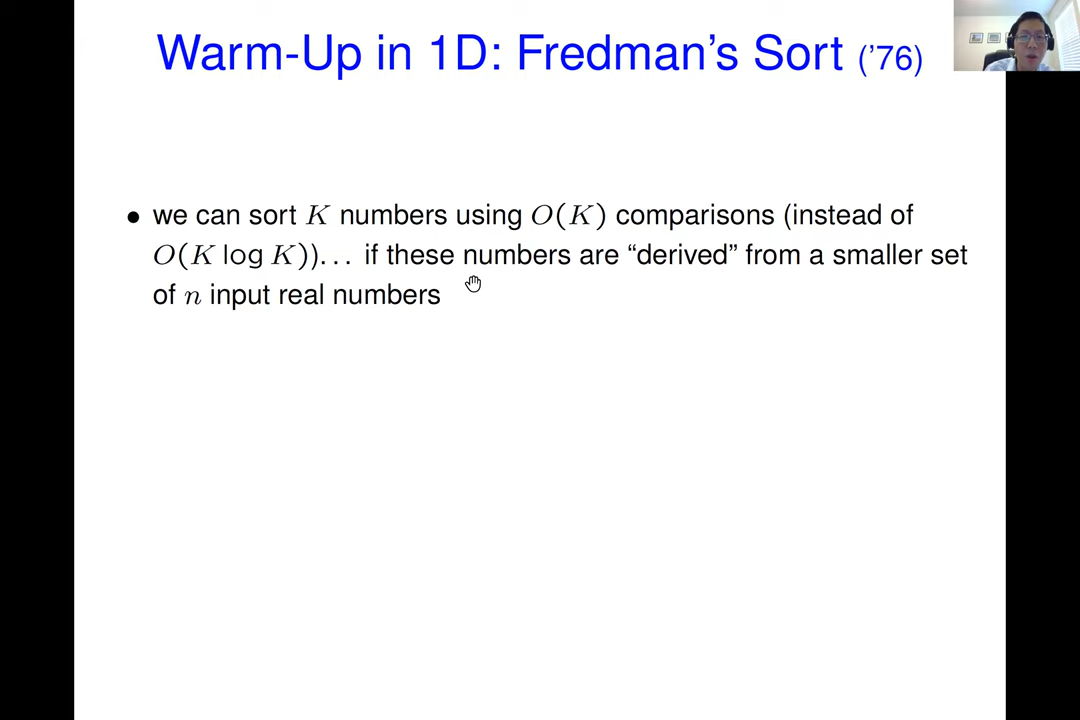 Warm-Up in 1D: Fredman's Sort ('76)
• we can sort K numbers using O(K) comparisons (instead of
O(K log K))... if these numbers are “derived” from a smaller set
of n input real numbers